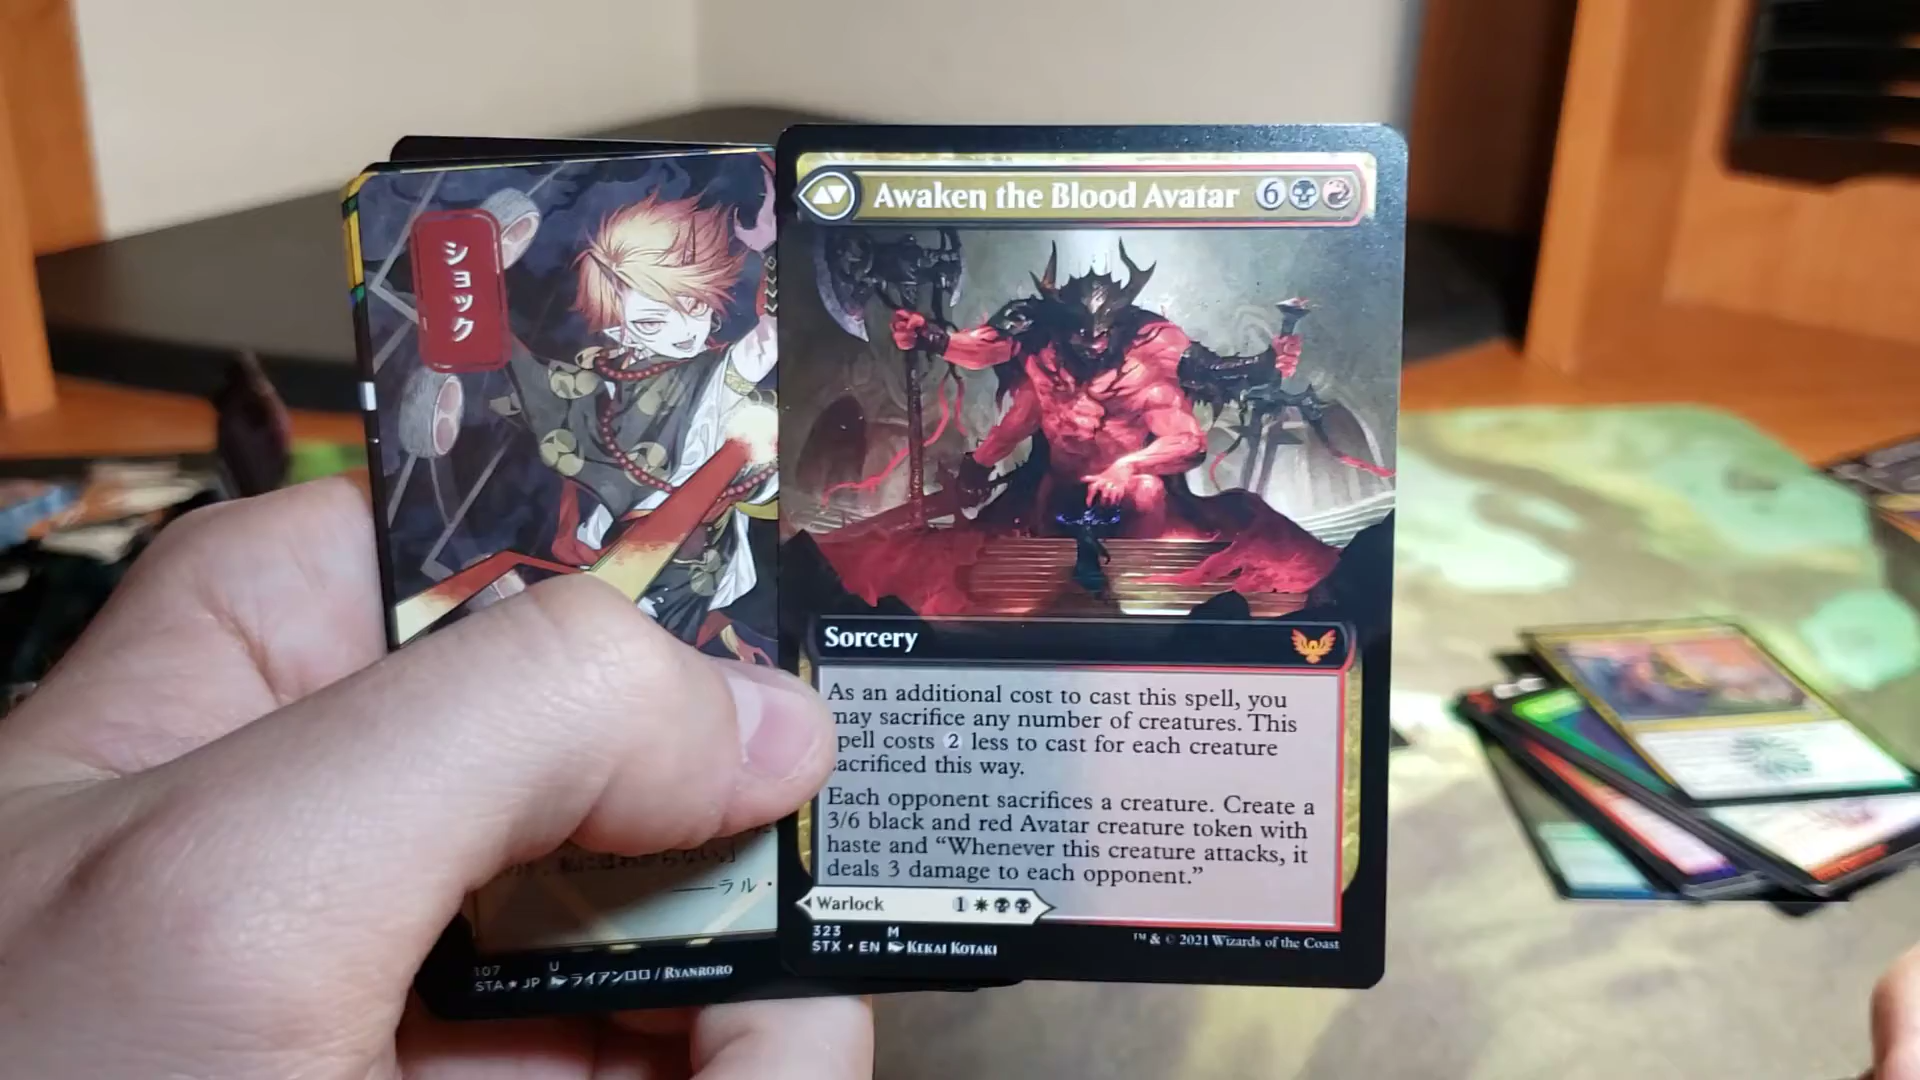 ショック
———ラル・
107 U
STA★JP ライアンロロ / RYANRORO
Awaken the Blood Avatar 6
Sorcery
As an additional cost to cast this spell, you
may sacrifice any number of creatures. This
spell costs 2 less to cast for each creature
sacrificed this way.
Each opponent sacrifices a creature. Create a
3/6 black and red Avatar creature token with
haste and “Whenever this creature attacks, it
deals 3 damage to each opponent.”
Warlock 1
323 M
STX • EN KEKAI KOTAKI
™ & © 2021 Wizards of the Coast